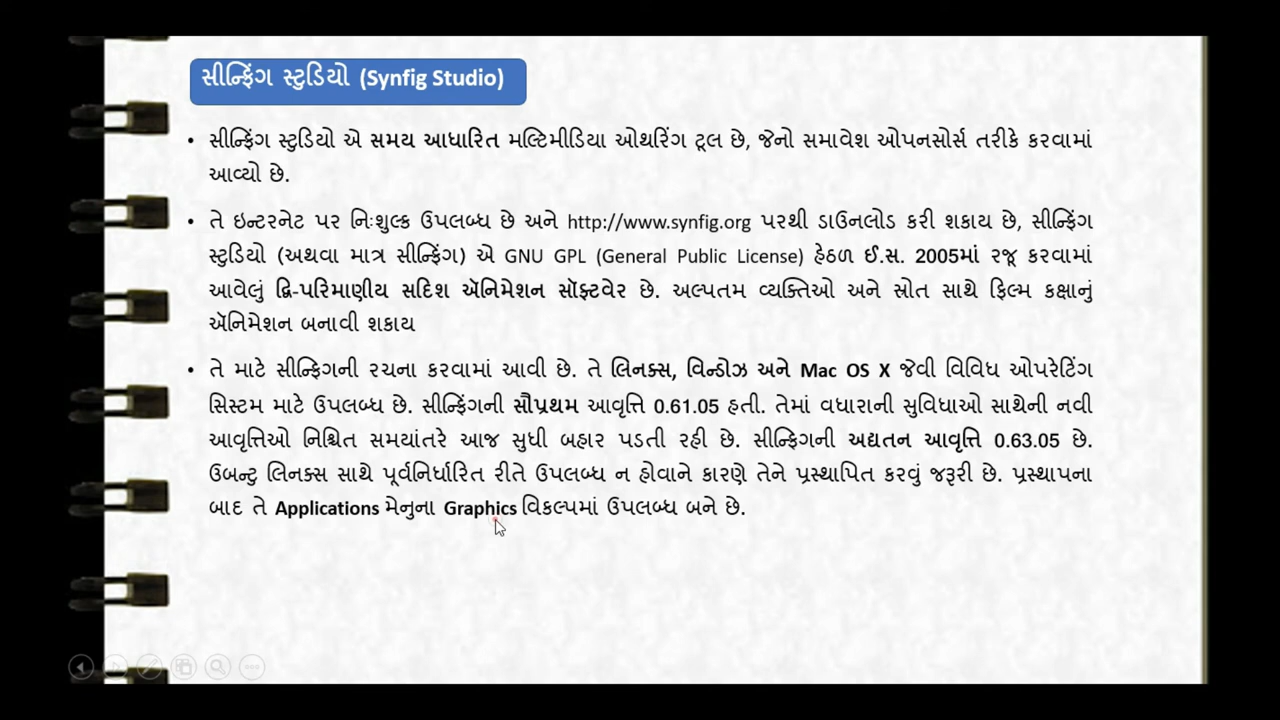 સીન્ફિંગ સ્ટુડિયો (Synfig Studio)
• સીન્ફિંગ સ્ટુડિયો એ સમય આધારિત મલ્ટિમીડિયા ઓથરિંગ ટૂલ છે, જેનો સમાવેશ ઓપનસોર્સ તરીકે કરવામાં
આવ્યો છે.
• તે ઇન્ટરનેટ પર નિઃશુલ્ક ઉપલબ્ધ છે અને http://www.synfig.org પરથી ડાઉનલોડ કરી શકાય છે, સીન્ફિંગ
સ્ટુડિયો (અથવા માત્ર સીન્ફિંગ) એ GNU GPL (General Public License) હેઠળ ઈ.સ. 2005માં રજૂ કરવામાં
આવેલું દ્વિ-પરિમાણીય સદિશ ઍનિમેશન સૉફ્ટવેર છે. અલ્પતમ વ્યક્તિઓ અને સ્રોત સાથે ફિલ્મ કક્ષાનું
ઍનિમેશન બનાવી શકાય
• તે માટે સીન્ફિગની રચના કરવામાં આવી છે. તે લિનક્સ, વિન્ડોઝ અને Mac OS X જેવી વિવિધ ઓપરેટિંગ
સિસ્ટમ માટે ઉપલબ્ધ છે. સીન્ફિંગની સૌપ્રથમ આવૃત્તિ 0.61.05 હતી. તેમાં વધારાની સુવિધાઓ સાથેની નવી
આવૃત્તિઓ નિશ્ચિત સમયાંતરે આજ સુધી બહાર પડતી રહી છે. સીન્ફિગની અદ્યતન આવૃત્તિ 0.63.05 છે.
ઉબન્ટુ લિનક્સ સાથે પૂર્વનિર્ધારિત રીતે ઉપલબ્ધ ન હોવાને કારણે તેને પ્રસ્થાપિત કરવું જરૂરી છે. પ્રસ્થાપના
બાદ તે Applications મેનુના Graphics વિકલ્પમાં ઉપલબ્ધ બને છે.